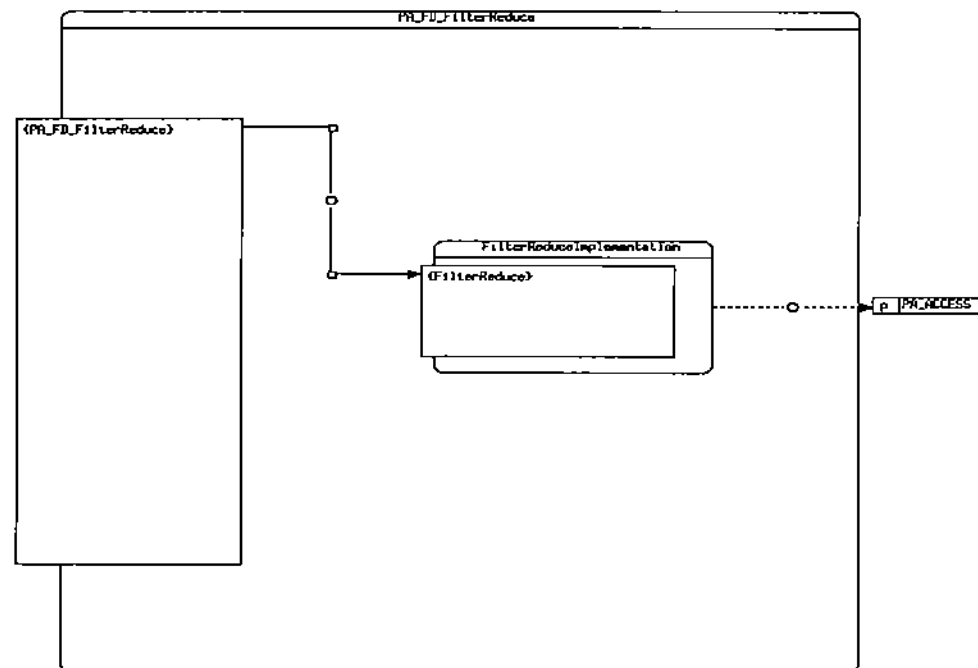 PA_FD_FilterReduce
{PA_FD_FilterReduce}
FilterReduceImplementation
{FilterReduce}
p PA_ACCESS